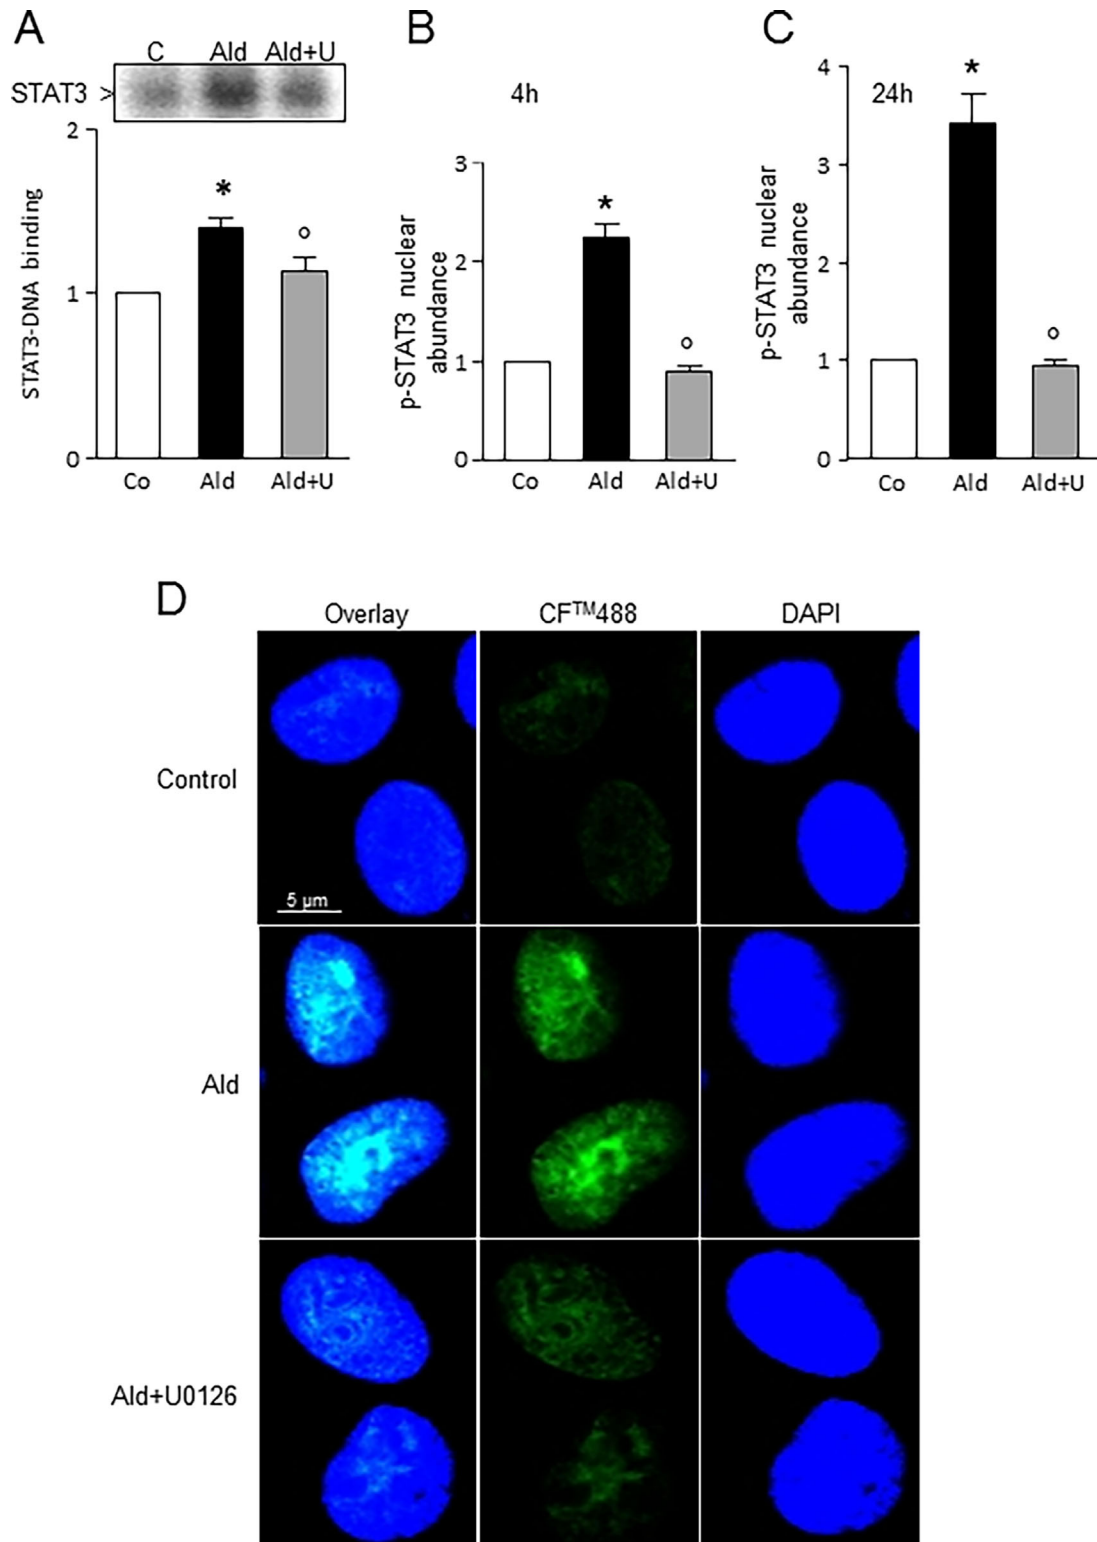 A
C Ald Ald+U
STAT3 >
2
1
0
STAT3-DNA binding
*
°
Co Ald Ald+U
B
4h
3
2
1
0
p-STAT3 nuclear
abundance
*
°
Co Ald Ald+U
C
24h
4
3
2
1
0
p-STAT3 nuclear
abundance
*
°
Co Ald Ald+U
D
Overlay CF™488 DAPI
Control
5 µm
Ald
Ald+U0126